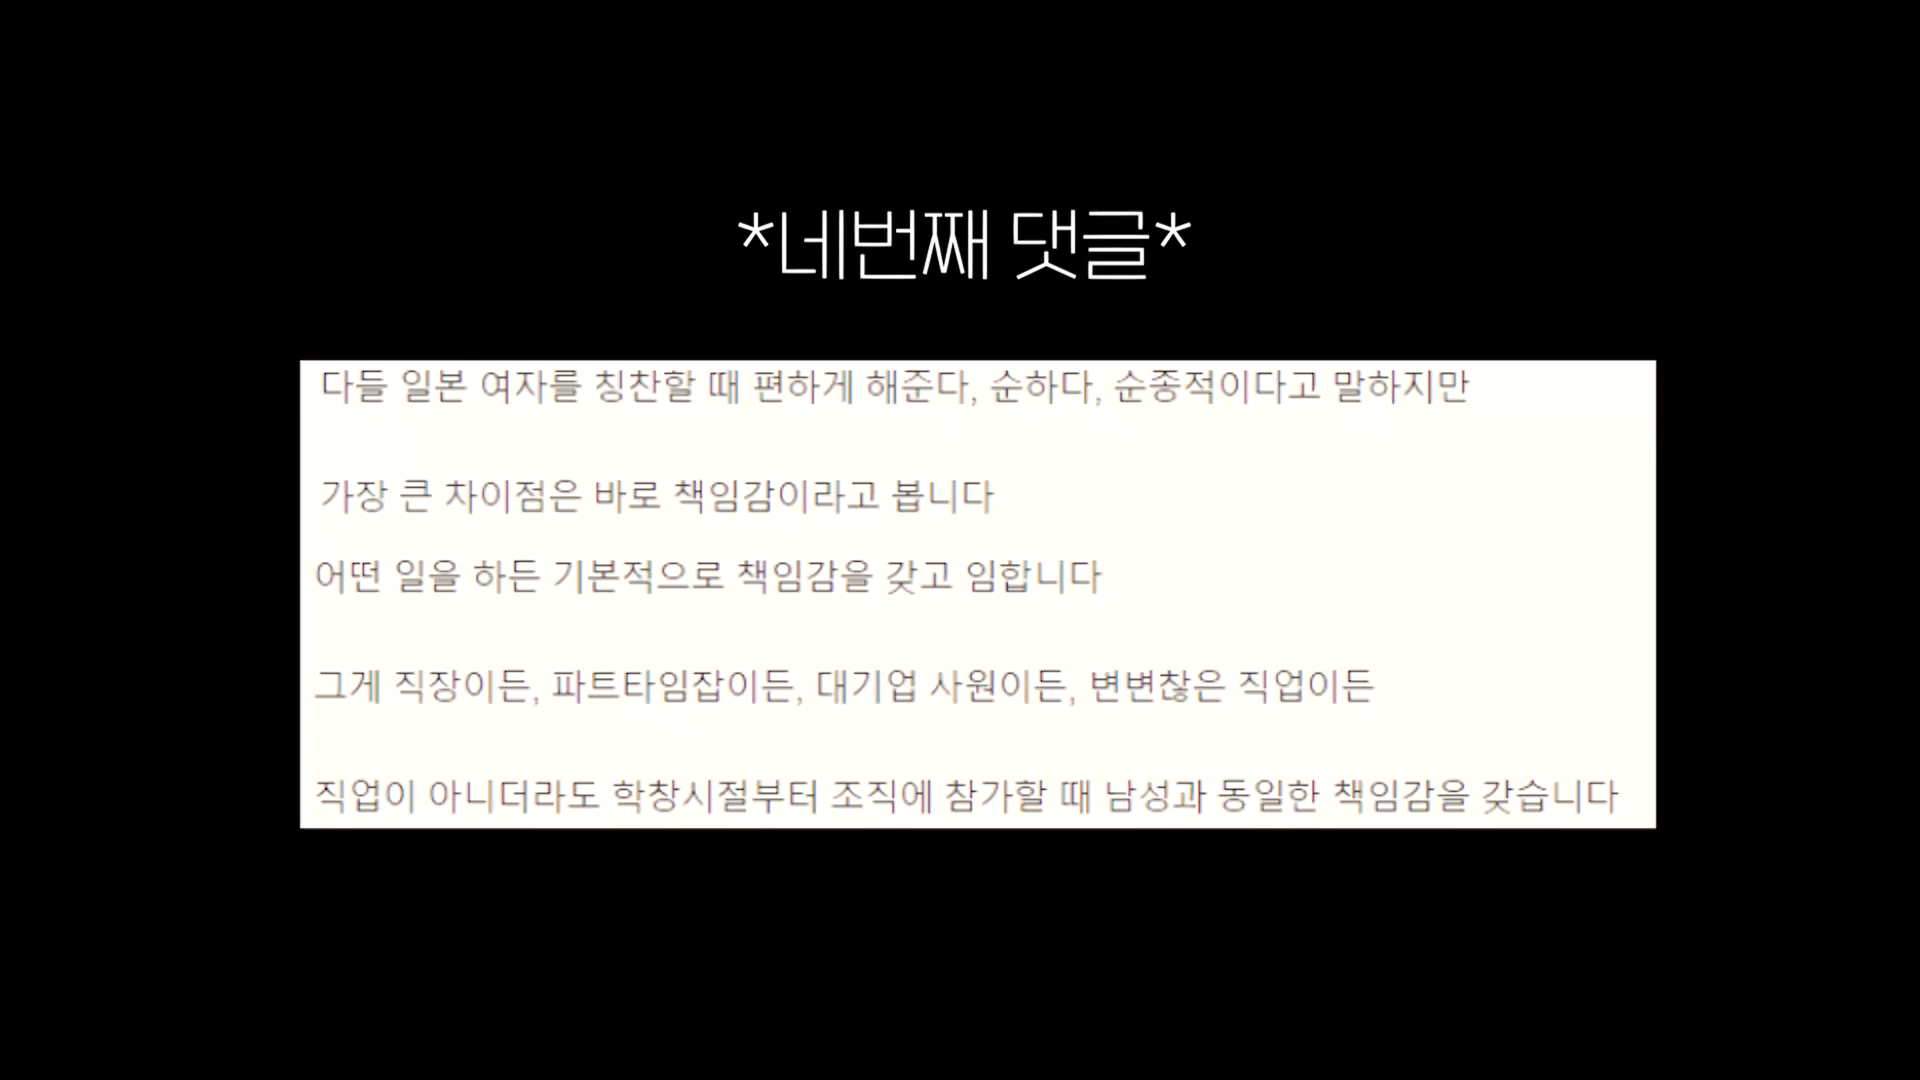 *네번째 댓글*
다들 일본 여자를 칭찬할 때 편하게 해준다, 순하다, 순종적이다고 말하지만
가장 큰 차이점은 바로 책임감이라고 봅니다
어떤 일을 하든 기본적으로 책임감을 갖고 임합니다
그게 직장이든, 파트타임잡이든, 대기업 사원이든, 변변찮은 직업이든
직업이 아니더라도 학창시절부터 조직에 참가할 때 남성과 동일한 책임감을 갖습니다